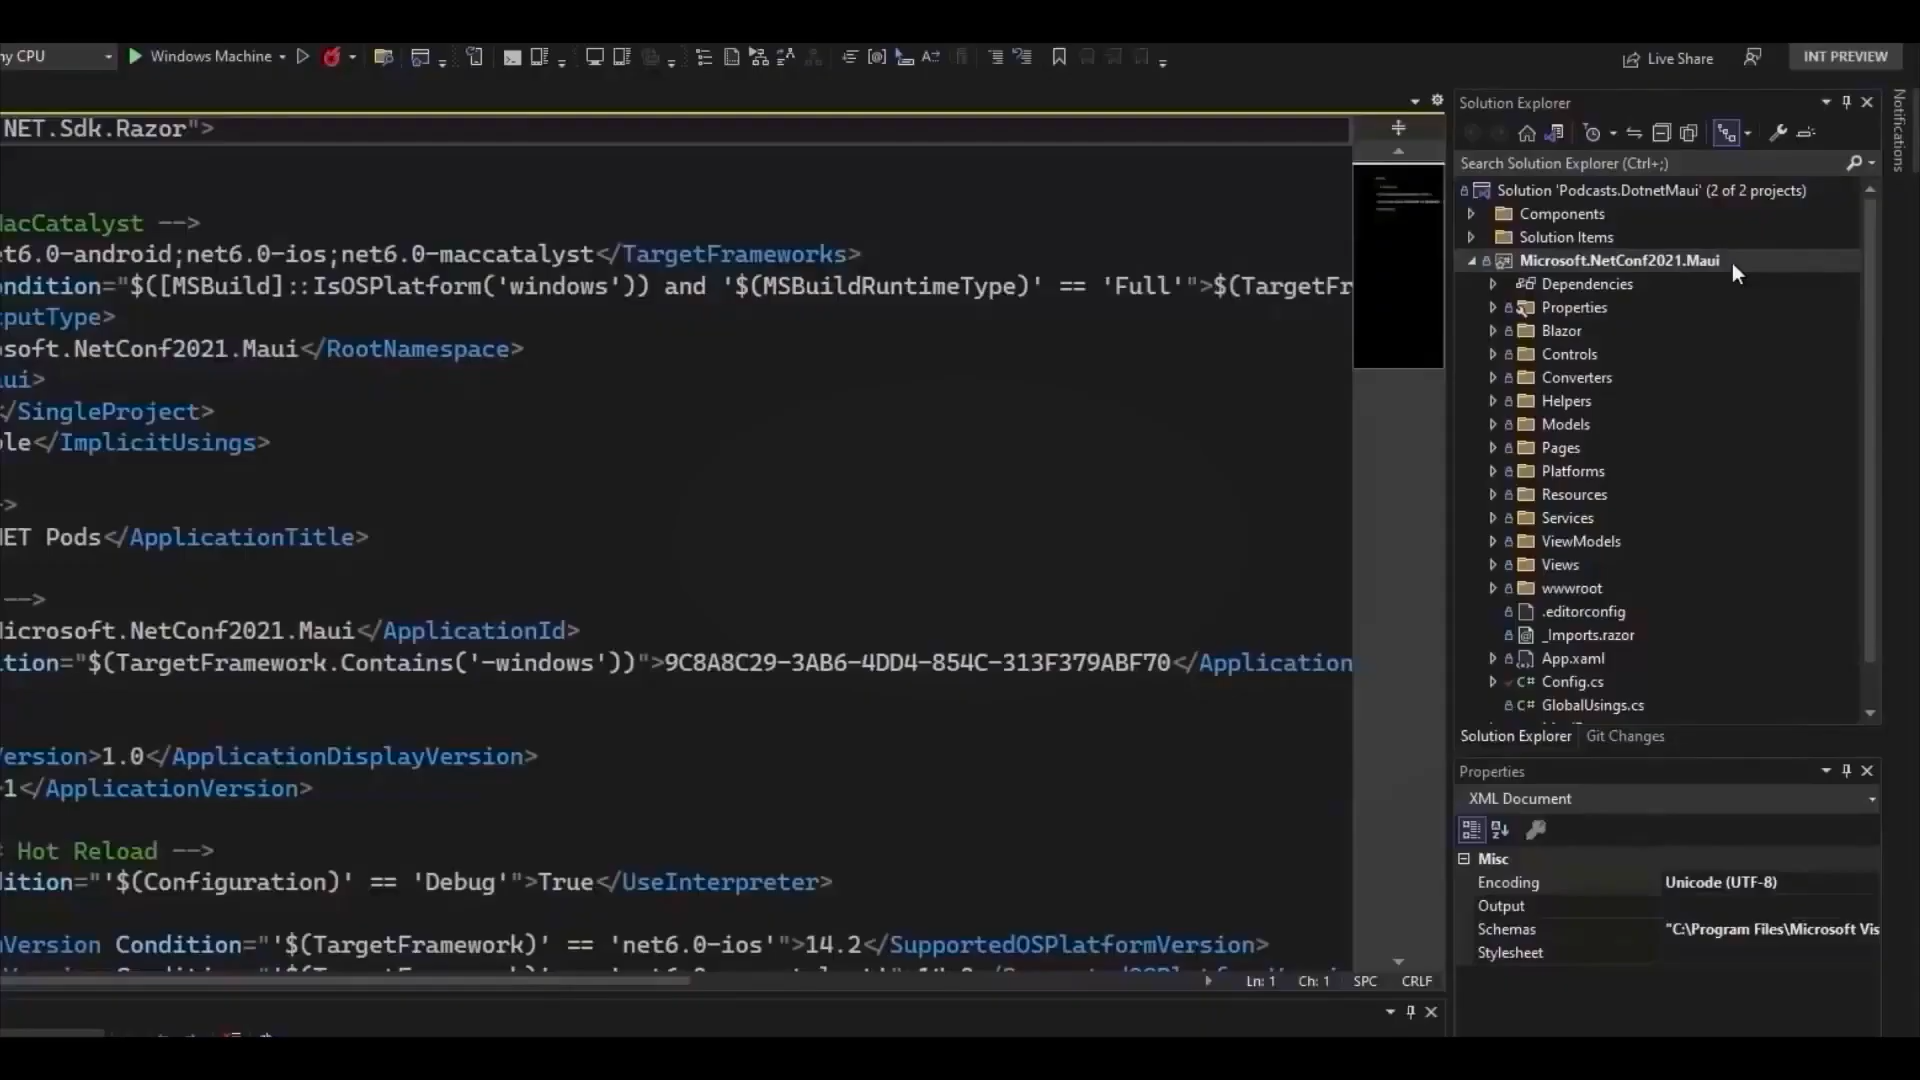 ny CPU
Windows Machine
Live Share
INT PREVIEW
NET.Sdk.Razor">
MacCatalyst -->
et6.0-android;net6.0-ios;net6.0-maccatalyst</TargetFrameworks>
ondition="$([MSBuild]::IsOSPlatform('windows')) and '$(MSBuildRuntimeType)' == 'Full'">$(TargetFr
putType>
osoft.NetConf2021.Maui</RootNamespace>
aui>
</SingleProject>
ble</ImplicitUsings>
->
NET Pods</ApplicationTitle>
-->
Microsoft.NetConf2021.Maui</ApplicationId>
ition="$(TargetFramework.Contains('-windows'))">9C8A8C29-3AB6-4DD4-854C-313F379ABF70</Application
Version>1.0</ApplicationDisplayVersion>
1</ApplicationVersion>
Hot Reload -->
dition="'$(Configuration)' == 'Debug'">True</UseInterpreter>
mVersion Condition="'$(TargetFramework)' == 'net6.0-ios'">14.2</SupportedOSPlatformVersion>
Ln: 1 Ch: 1 SPC CRLF
Solution Explorer
Search Solution Explorer (Ctrl+;)
Solution 'Podcasts.DotnetMaui' (2 of 2 projects)
Components
Solution Items
Microsoft.NetConf2021.Maui
Dependencies
Properties
Blazor
Controls
Converters
Helpers
Models
Pages
Platforms
Resources
Services
ViewModels
Views
wwwroot
.editorconfig
_Imports.razor
App.xaml
C# Config.cs
C# GlobalUsings.cs
Solution Explorer Git Changes
Properties
XML Document
Misc
Encoding Unicode (UTF-8)
Output
Schemas "C:\Program Files\Microsoft Vis
Stylesheet
Notifications